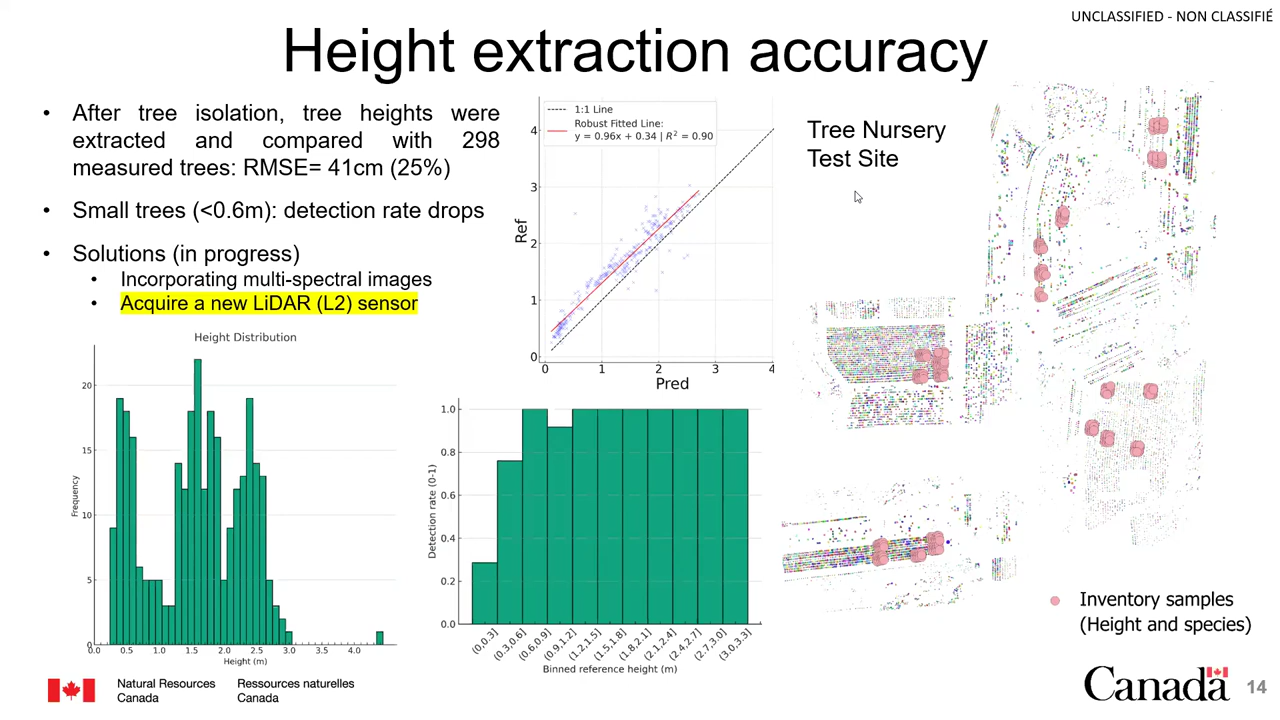 UNCLASSIFIED - NON CLASSIFIÉ
Height extraction accuracy
• After tree isolation, tree heights were
extracted and compared with 298
measured trees: RMSE= 41cm (25%)
• Small trees (<0.6m): detection rate drops
• Solutions (in progress)
• Incorporating multi-spectral images
• Acquire a new LiDAR (L2) sensor
1:1 Line
Robust Fitted Line:
y = 0.96x + 0.34 | R² = 0.90
4
3
2
1
0
Ref
0 1 2 3 4
Pred
Tree Nursery
Test Site
Height Distribution
20
15
10
5
0
Frequency
0.0 0.5 1.0 1.5 2.0 2.5 3.0 3.5 4.0
Height (m)
1.0
0.8
0.6
0.4
0.2
0.0
Detection rate (0-1)
(0,0.3] (0.3,0.6] (0.6,0.9] (0.9,1.2] (1.2,1.5] (1.5,1.8] (1.8,2.1] (2.1,2.4] (2.4,2.7] (2.7,3.0] (3.0,3.3]
Binned reference height (m)
Inventory samples
(Height and species)
Natural Resources
Canada
Ressources naturelles
Canada
Canada
14